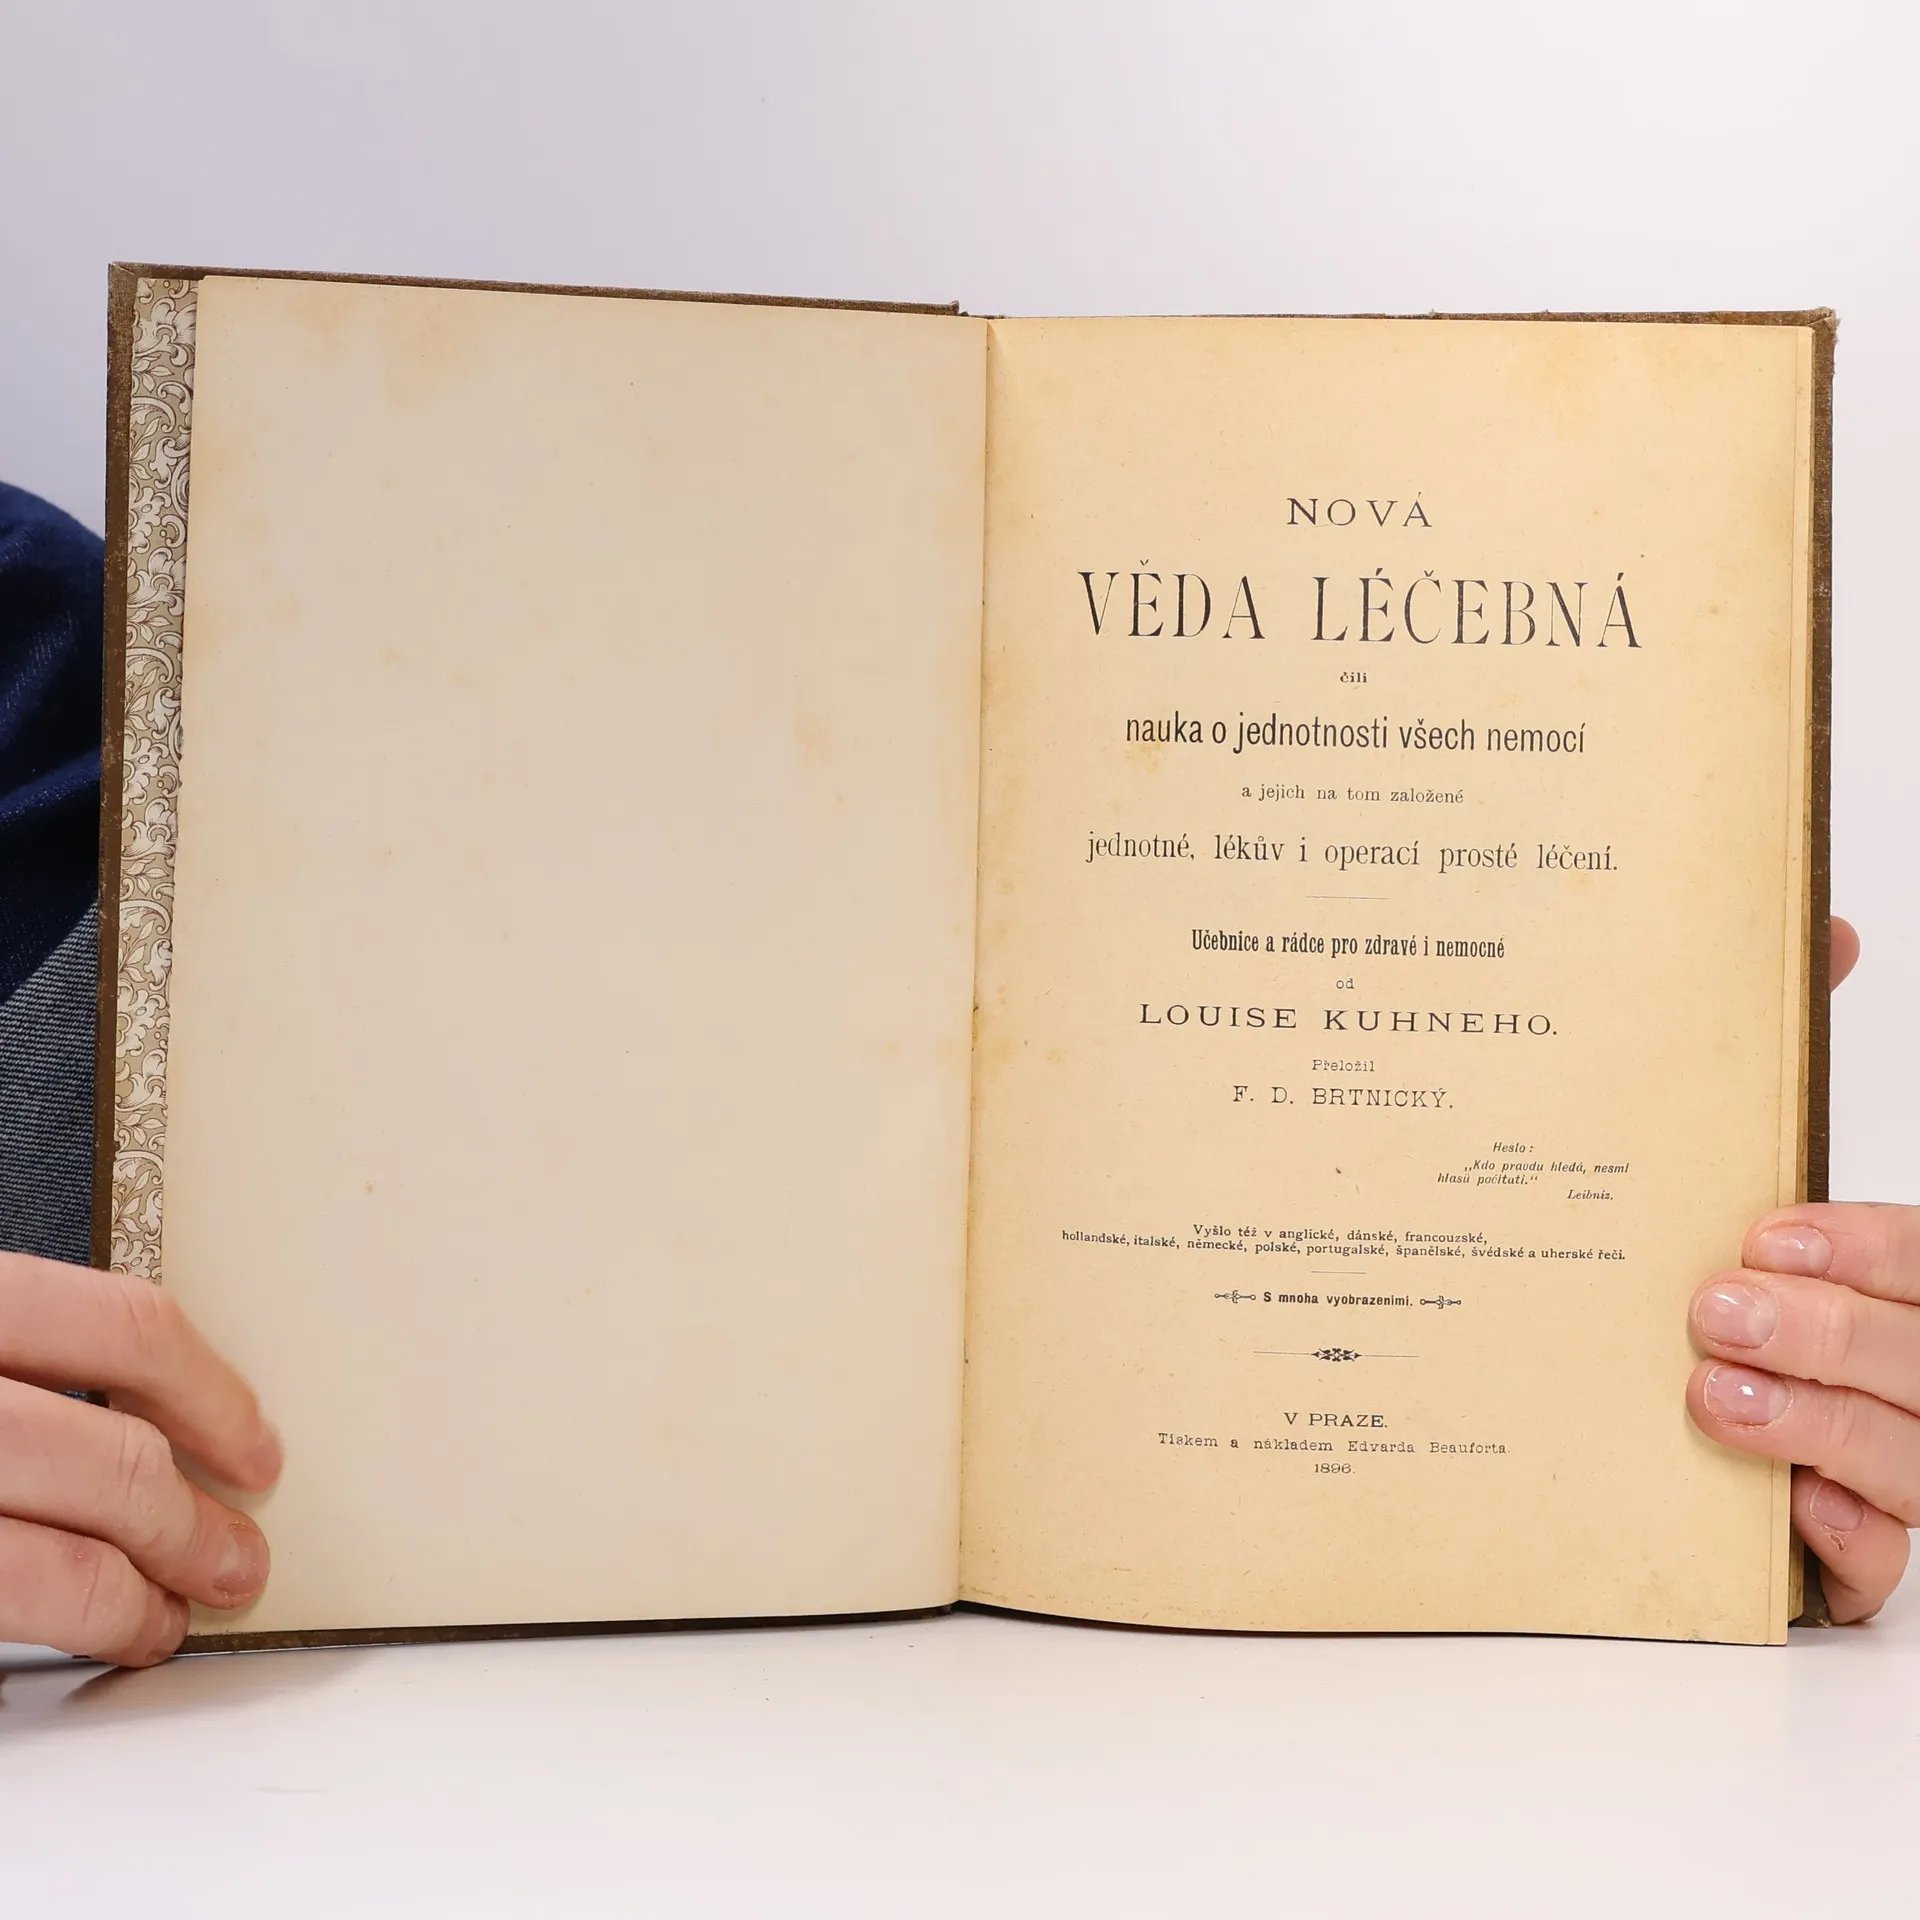 NOVÁ
VĚDA LÉČEBNÁ
čili
nauka o jednotnosti všech nemocí
a jejich na tom založené
jednotné, lékův i operací prosté léčení.
Učebnice a rádce pro zdravé i nemocné
od
LOUISE KUHNEHO.
Přeložil
F. D. BRTNICKÝ.
Heslo:
„Kdo pravdu hledá, nesmí
hlasů počítati.“
Leibniz.
Vyšlo též v anglické, dánské, francouzské,
hollandské, italské, německé, polské, portugalské, španělské, švédské a uherské řeči.
S mnoha vyobrazeními.
V PRAZE.
Tiskem a nákladem Edvarda Beauforta.
1896.